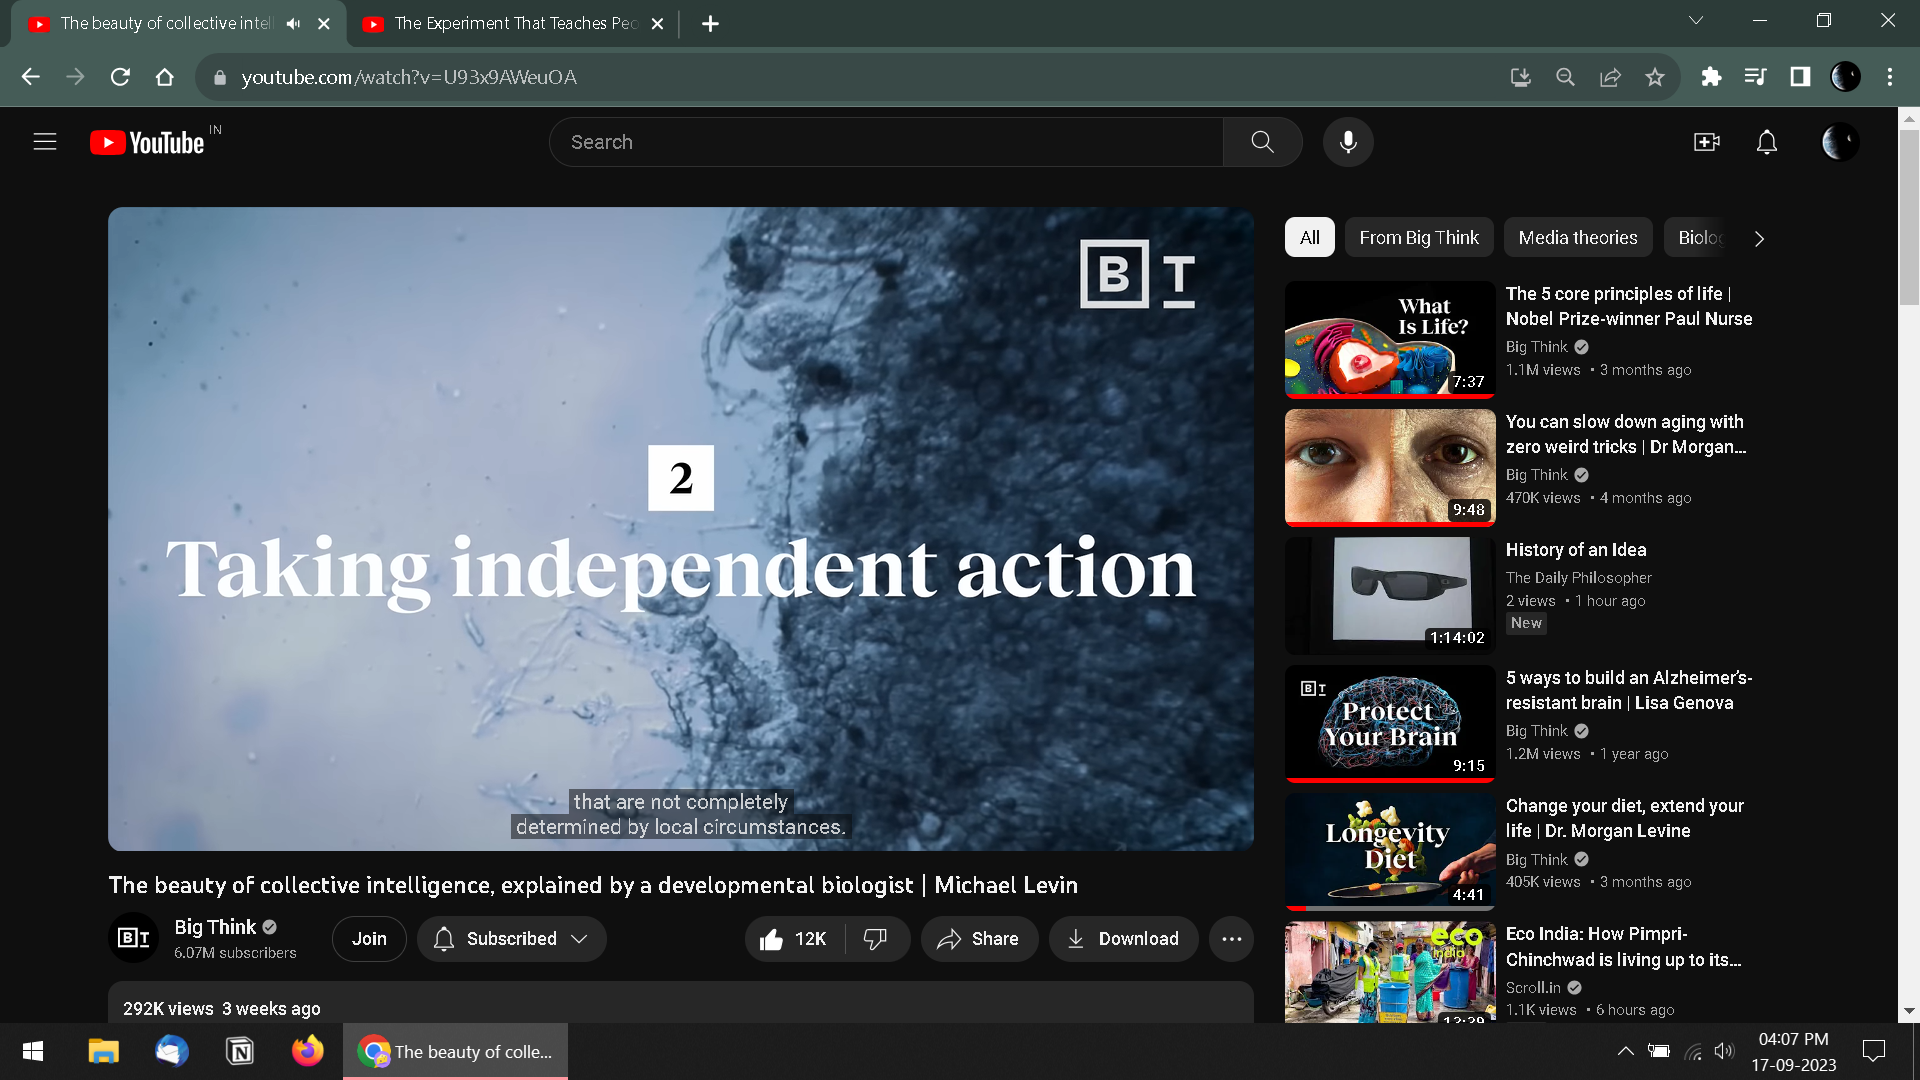 The beauty of collective intel
The Experiment That Teaches Peo
youtube.com/watch?v=U93x9AWeuOA
YouTube IN
Search
B T
2
Taking independent action
that are not completely
determined by local circumstances.
The beauty of collective intelligence, explained by a developmental biologist | Michael Levin
BT
Big Think
6.07M subscribers
Join
Subscribed
12K
Share
Download
292K views 3 weeks ago
All
From Big Think
Media theories
Biolog
What
Is Life?
7:37
The 5 core principles of life |
Nobel Prize-winner Paul Nurse
Big Think
1.1M views • 3 months ago
9:48
You can slow down aging with
zero weird tricks | Dr Morgan...
Big Think
470K views • 4 months ago
1:14:02
History of an Idea
The Daily Philosopher
2 views • 1 hour ago
New
BT
Protect
Your Brain
9:15
5 ways to build an Alzheimer's-
resistant brain | Lisa Genova
Big Think
1.2M views • 1 year ago
Longevity
Diet
4:41
Change your diet, extend your
life | Dr. Morgan Levine
Big Think
405K views • 3 months ago
eco
india
13:39
Eco India: How Pimpri-
Chinchwad is living up to its...
Scroll.in
1.1K views • 6 hours ago
The beauty of colle...
04:07 PM
17-09-2023